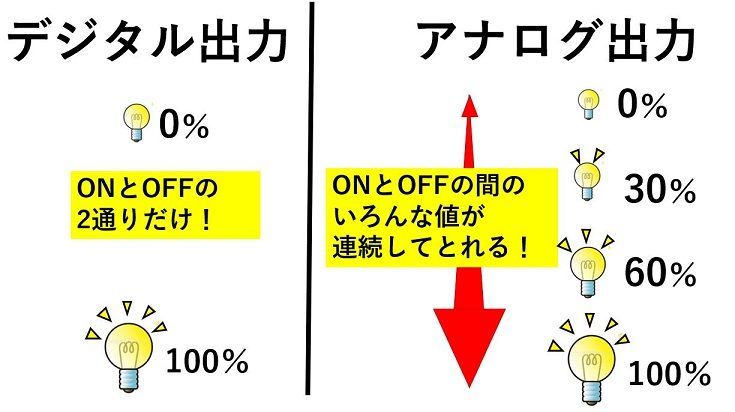 デジタル出力
0%
ONとOFFの
2通りだけ！
100%
アナログ出力
0%
30%
ONとOFFの間の
いろんな値が
連続してとれる！
60%
100%